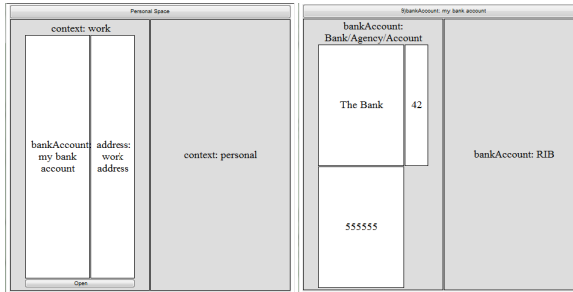 Personal Space
context: work
bankAccount:
my bank
account
address:
work
address
Open
context: personal
9|bankAccount: my bank account
bankAccount:
Bank/Agency/Account
The Bank
42
555555
bankAccount: RIB